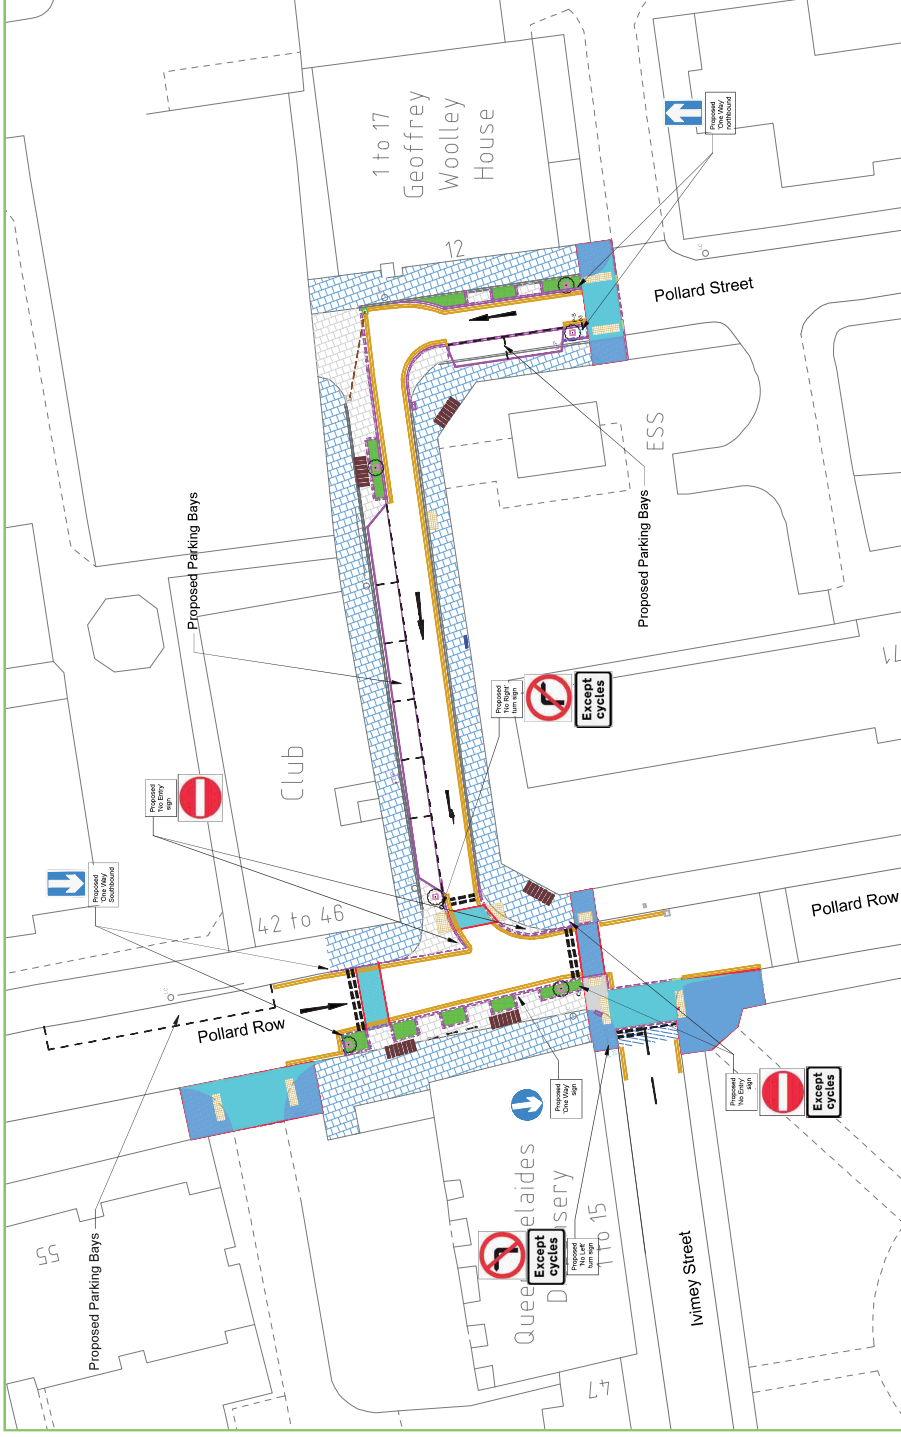 1 to 17
Geoffrey
Woolley
House
Proposed
'One Way'
northbound
12
Pollard Street
ESS
Proposed Parking Bays
Proposed Parking Bays
Proposed
'No Right'
turn sign
Except
cycles
71
Club
Proposed
'No Entry'
sign
Proposed
'One Way'
Southbound
42 to 46
Pollard Row
Pollard Row
Proposed
'One Way'
sign
Proposed
'No Entry'
sign
Except
cycles
Proposed Parking Bays
55
Except
cycles
Proposed
'No Left'
turn sign
to 15
Ivimey Street
47